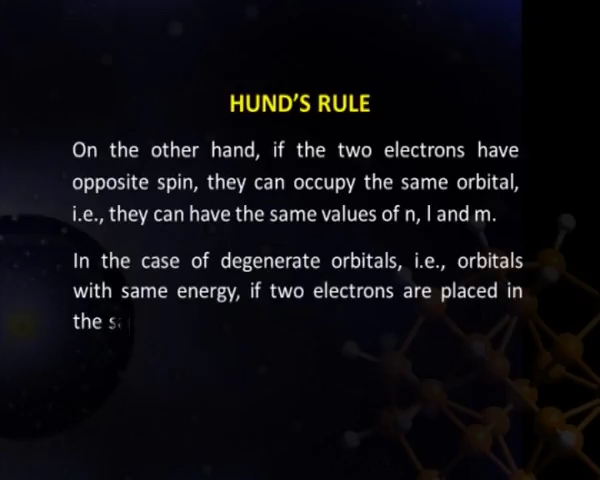 HUND'S RULE
On the other hand, if the two electrons have
opposite spin, they can occupy the same orbital,
i.e., they can have the same values of n, l and m.
In the case of degenerate orbitals, i.e., orbitals
with same energy, if two electrons are placed in
the